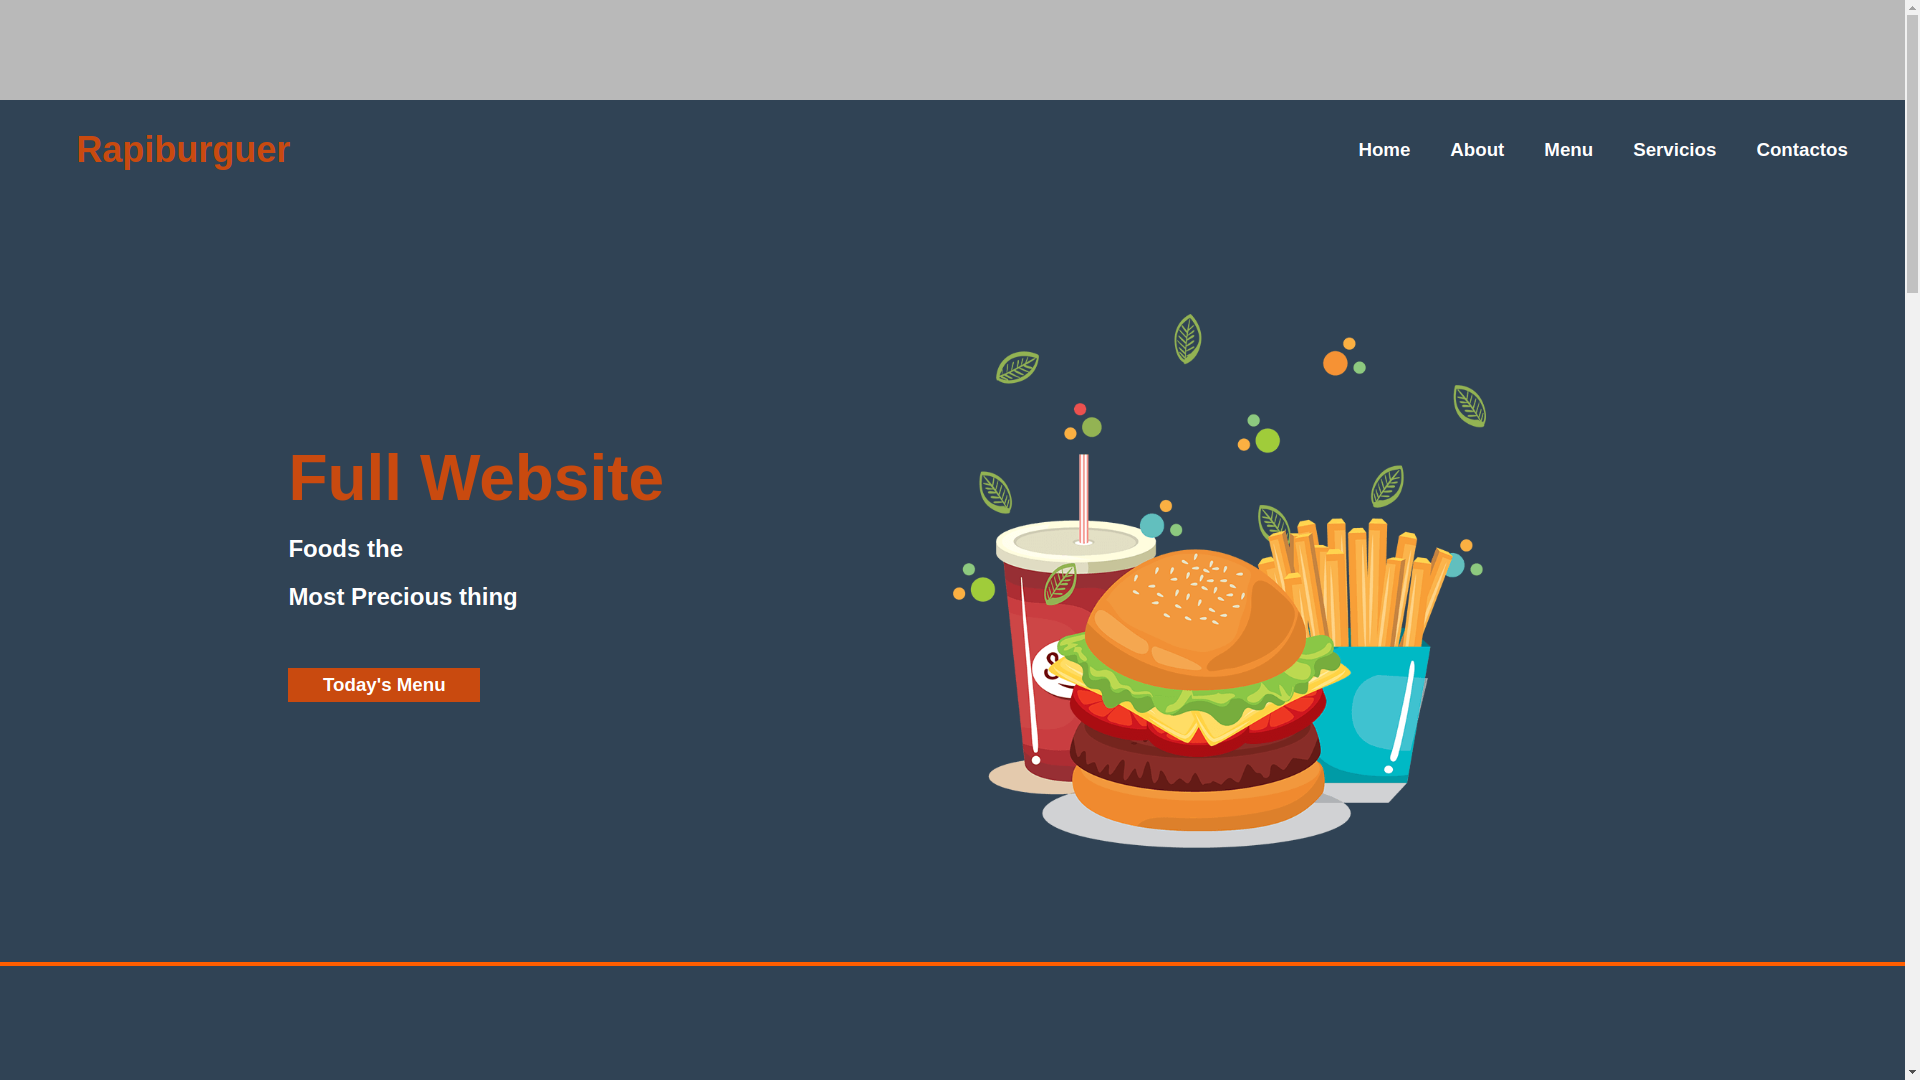 Rapiburguer
Home About Menu Servicios Contactos
Full Website
Foods the
Most Precious thing
Today's Menu